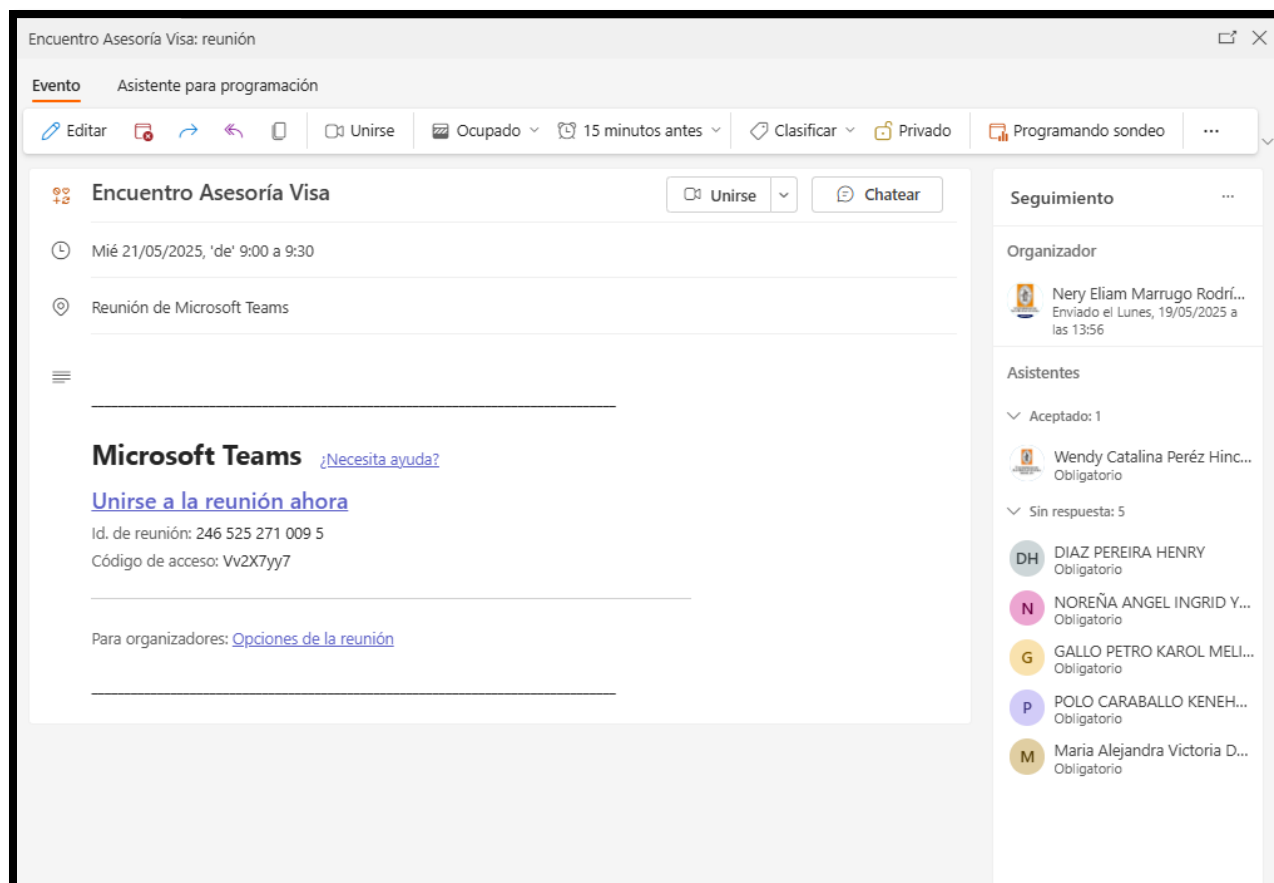 Encuentro Asesoría Visa: reunión
Evento Asistente para programación
Editar Unirse Ocupado 15 minutos antes Clasificar Privado Programando sondeo ...
Encuentro Asesoría Visa Unirse Chatear
Mié 21/05/2025, 'de' 9:00 a 9:30
Reunión de Microsoft Teams
Microsoft Teams ¿Necesita ayuda?
Unirse a la reunión ahora
Id. de reunión: 246 525 271 009 5
Código de acceso: Vv2X7yy7
Para organizadores: Opciones de la reunión
Seguimiento ...
Organizador
Nery Eliam Marrugo Rodrí...
Enviado el Lunes, 19/05/2025 a
las 13:56
Asistentes
Aceptado: 1
Wendy Catalina Peréz Hinc...
Obligatorio
Sin respuesta: 5
DH DIAZ PEREIRA HENRY
Obligatorio
N NOREÑA ANGEL INGRID Y...
Obligatorio
G GALLO PETRO KAROL MELI...
Obligatorio
P POLO CARABALLO KENEH...
Obligatorio
M Maria Alejandra Victoria D...
Obligatorio